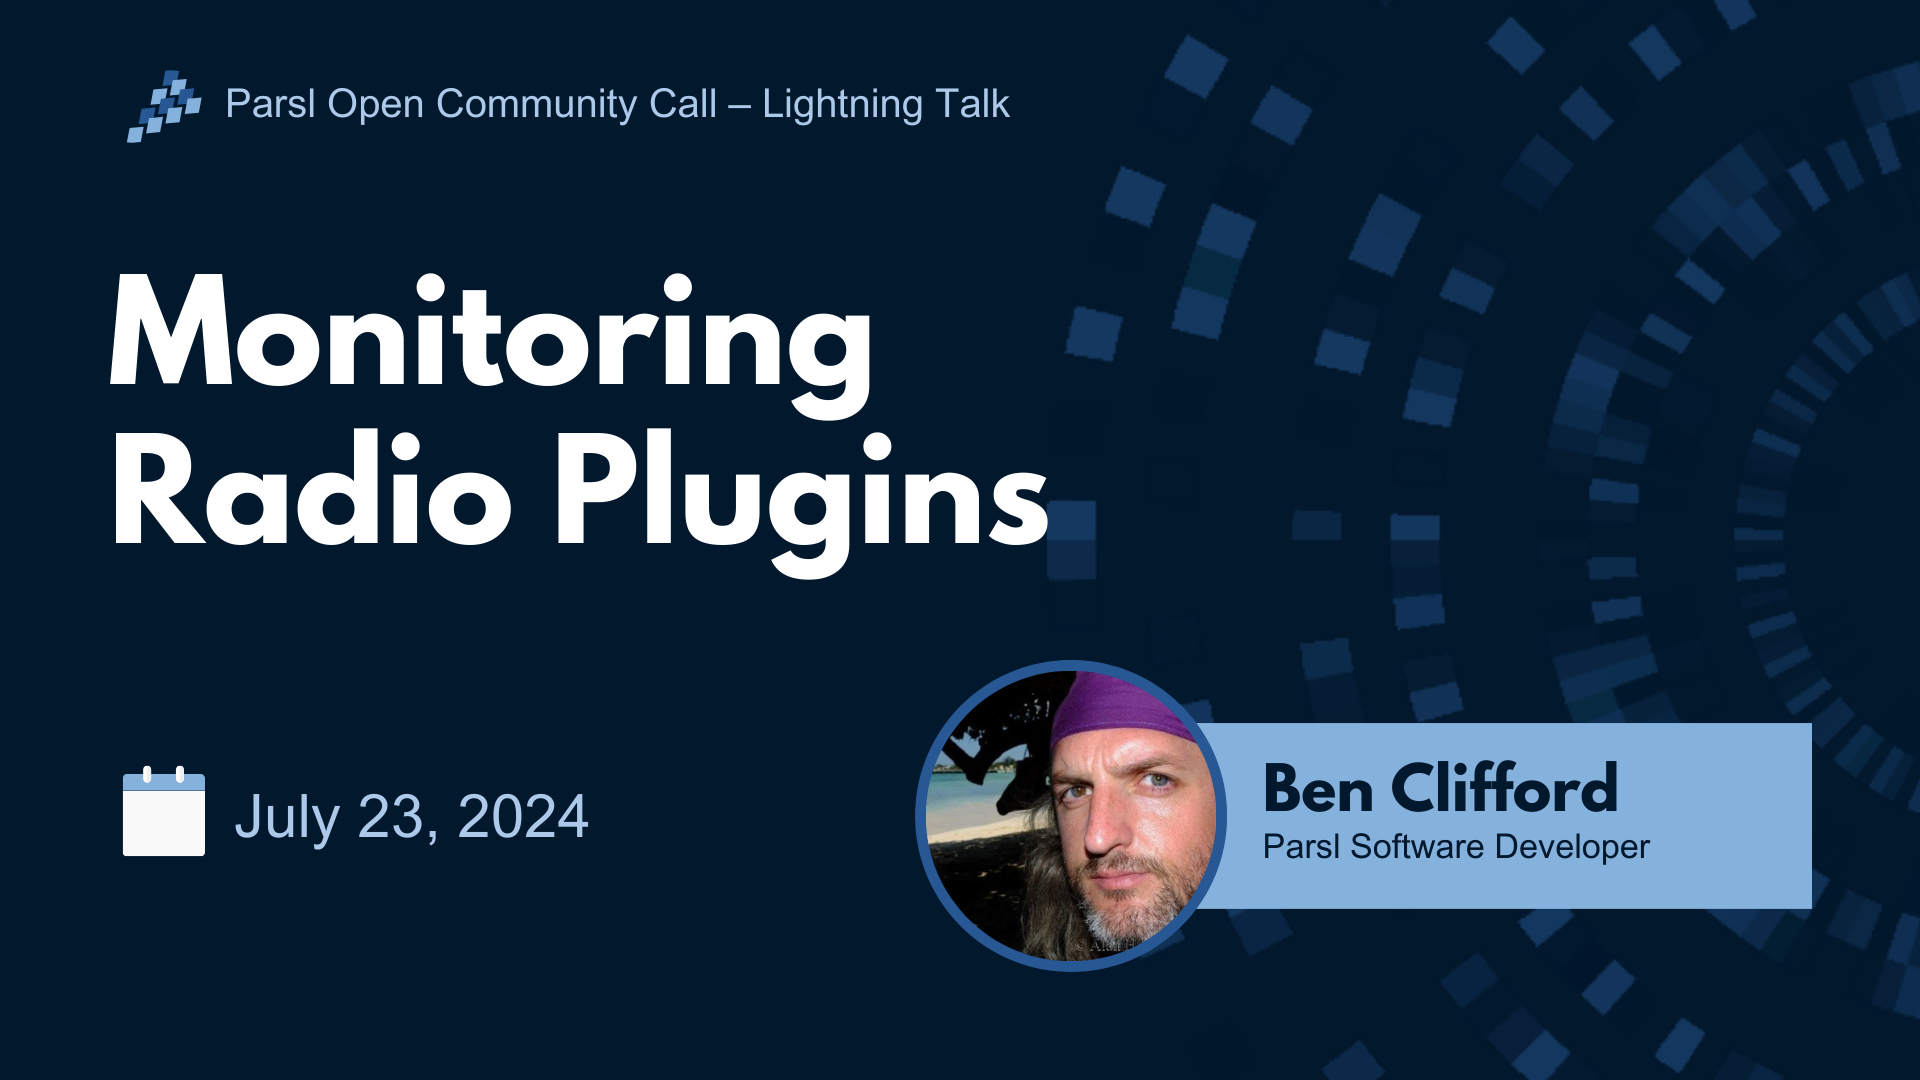 Parsl Open Community Call – Lightning Talk
Monitoring
Radio Plugins
July 23, 2024
Ben Clifford
Parsl Software Developer